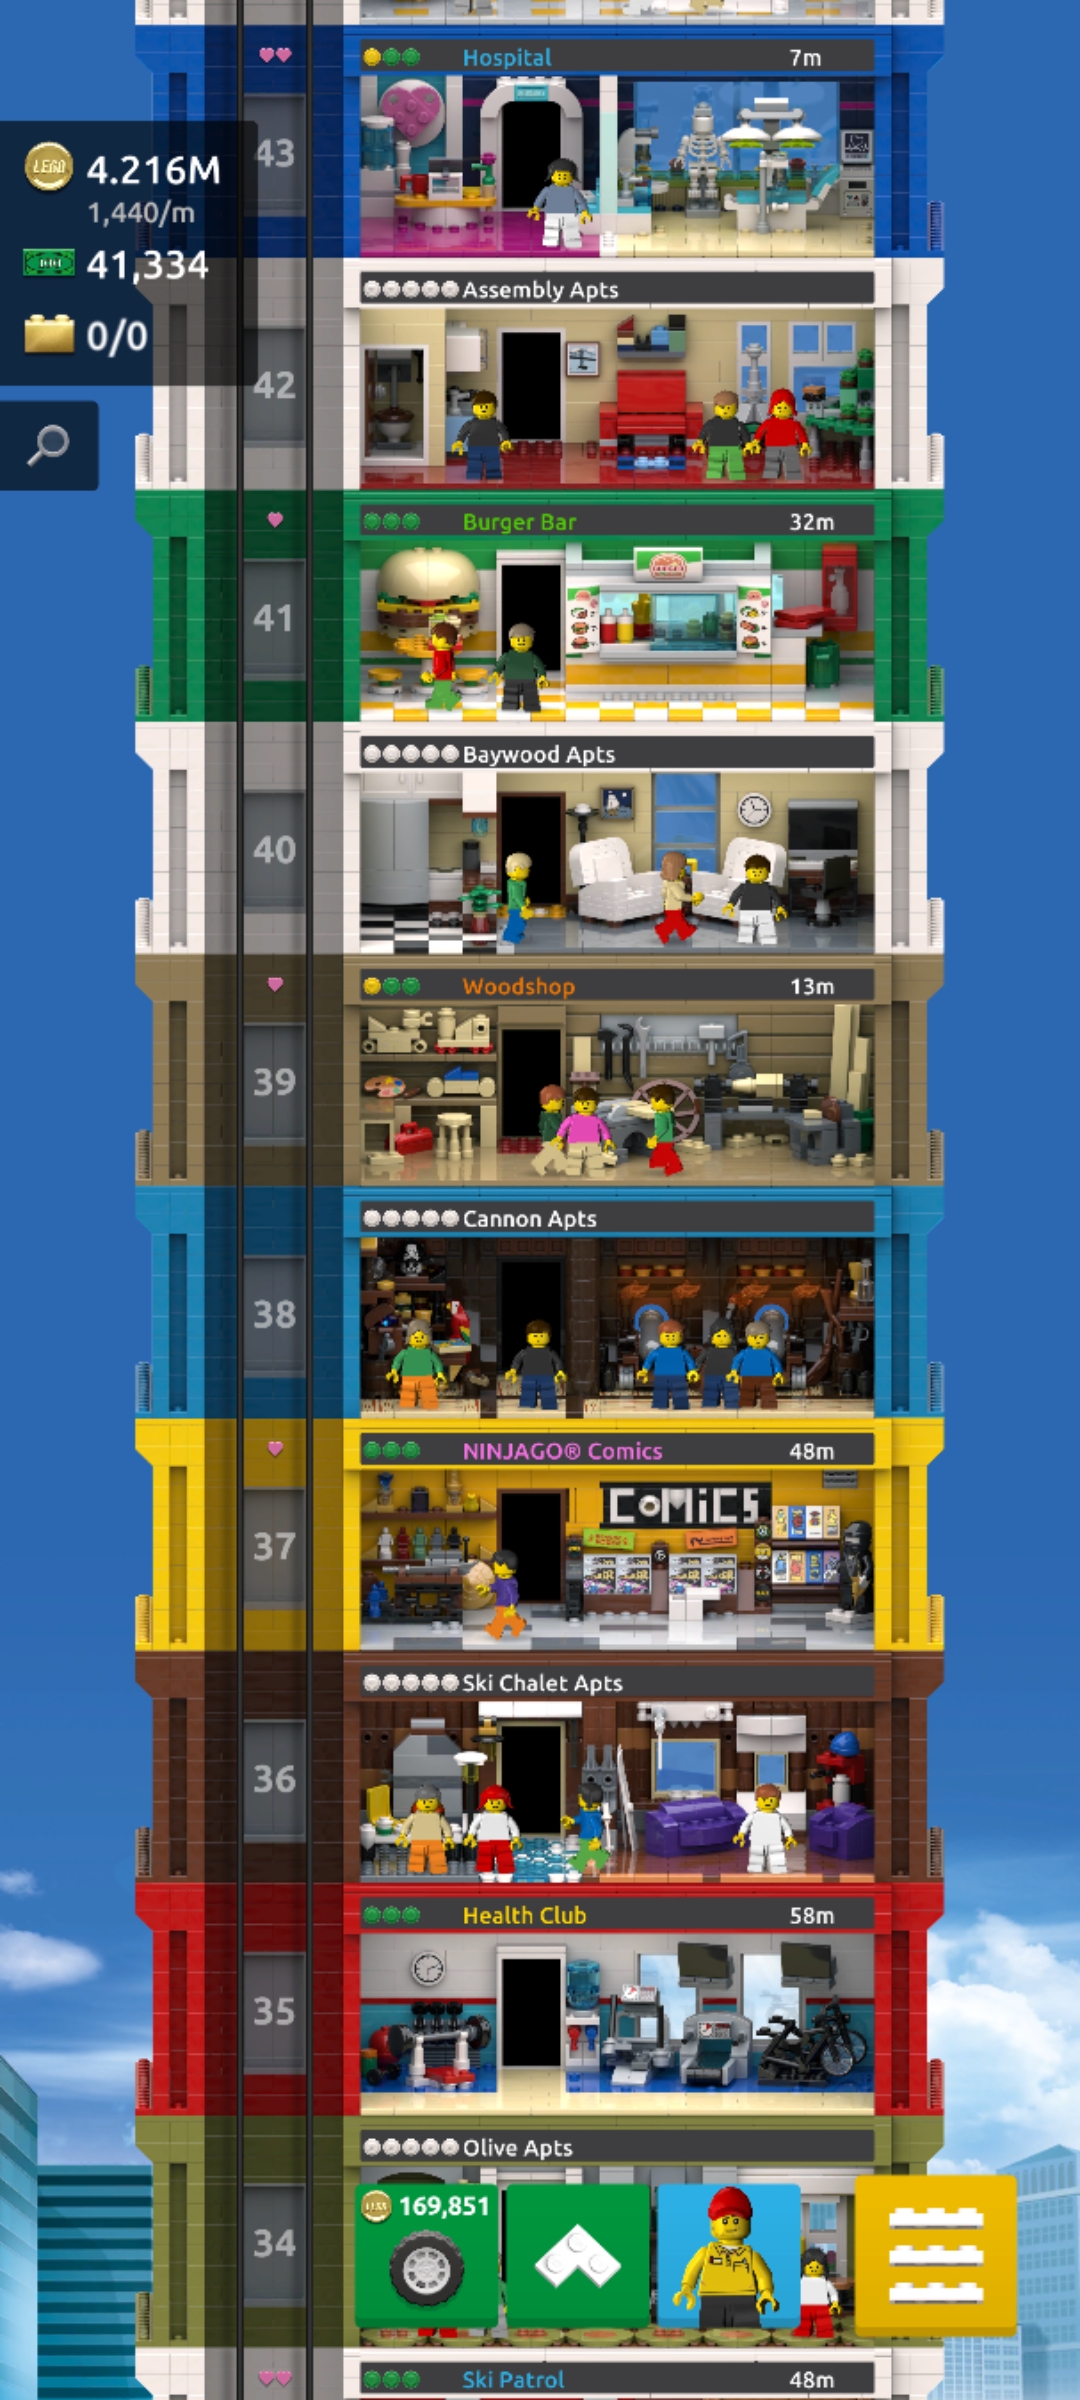 Hospital 7m
43
LEGO 4.216M
1,440/m
41,334
0/0
Assembly Apts
42
Burger Bar 32m
41
Baywood Apts
40
Woodshop 13m
39
Cannon Apts
38
NINJAGO® Comics 48m
COMiCS
37
Ski Chalet Apts
36
Health Club 58m
35
Olive Apts
169,851
34
Ski Patrol 48m